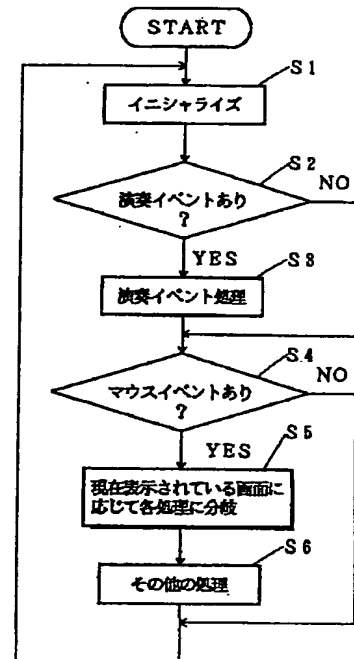 START
S1
イニシャライズ
S2
演奏イベントあり
?
NO
YES
S3
演奏イベント処理
S4
マウスイベントあり
?
NO
YES
S5
現在表示されている画面に
応じて各処理に分岐
S6
その他の処理